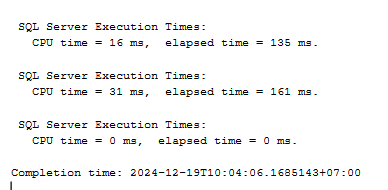 SQL Server Execution Times:
CPU time = 16 ms,  elapsed time = 135 ms.
SQL Server Execution Times:
CPU time = 31 ms,  elapsed time = 161 ms.
SQL Server Execution Times:
CPU time = 0 ms,  elapsed time = 0 ms.
Completion time: 2024-12-19T10:04:06.1685143+07:00